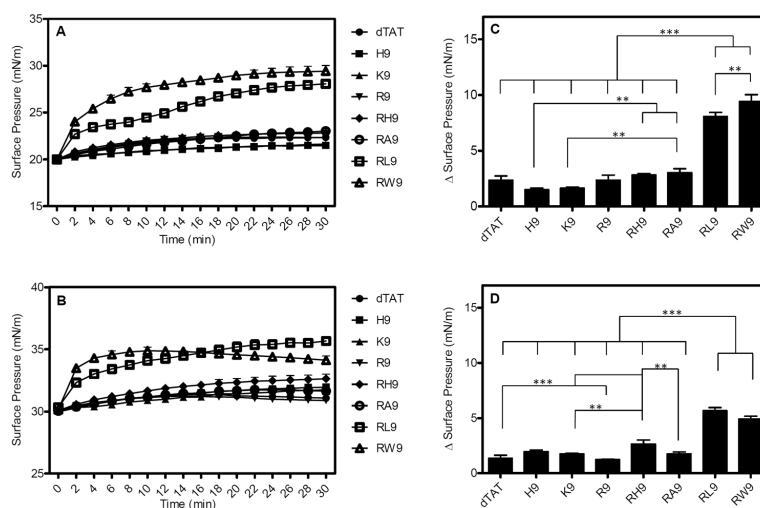 A
Surface Pressure (mN/m)
35
30
25
20
15
0 2 4 6 8 10 12 14 16 18 20 22 24 26 28 30
Time (min)
dTAT
H9
K9
R9
RH9
RA9
RL9
RW9
C
Δ Surface Pressure (mN/m)
15
10
5
0
***
**
**
**
dTAT H9 K9 R9 RH9 RA9 RL9 RW9
B
Surface Pressure (mN/m)
40
35
30
25
0 2 4 6 8 10 12 14 16 18 20 22 24 26 28 30
Time (min)
dTAT
H9
K9
R9
RH9
RA9
RL9
RW9
D
Δ Surface Pressure (mN/m)
15
10
5
0
***
**
***
**
dTAT H9 K9 R9 RH9 RA9 RL9 RW9